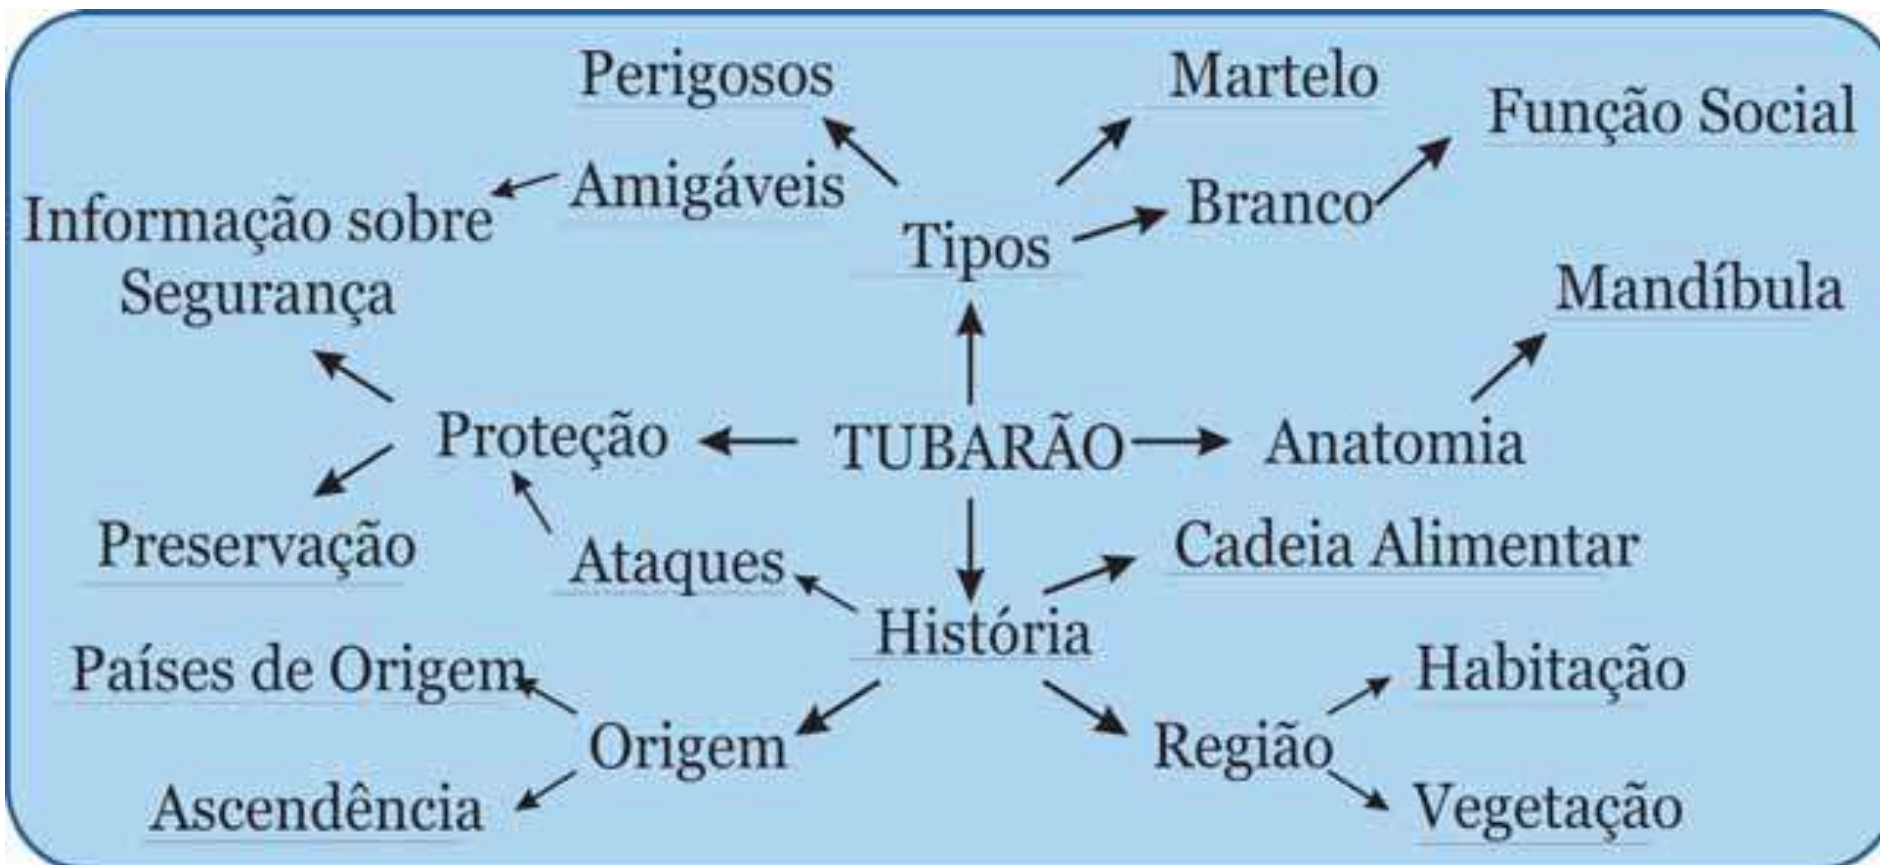 Perigosos
Martelo
Função Social
Amigáveis
Branco
Informação sobre
Segurança
Tipos
Mandíbula
Proteção
TUBARÃO
Anatomia
Preservação
Ataques
Cadeia Alimentar
História
Países de Origem
Habitação
Origem
Região
Ascendência
Vegetação